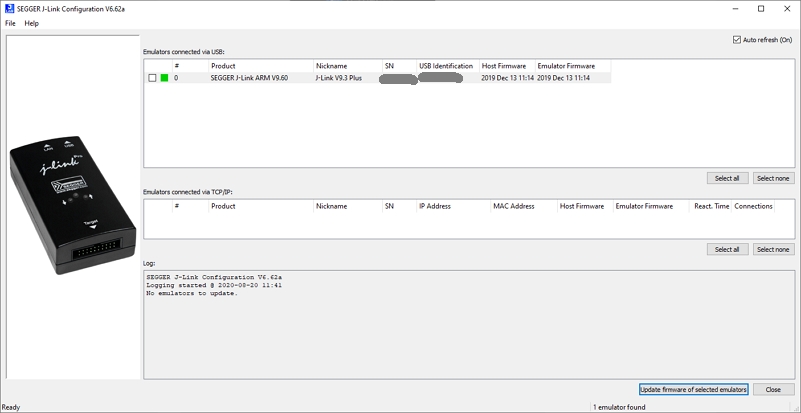 SEGGER J-Link Configuration V6.62a
File Help
Auto refresh (On)
Emulators connected via USB:
# Product Nickname SN USB Identification Host Firmware Emulator Firmware
0 SEGGER J-Link ARM V9.60 J-Link V9.3 Plus 2019 Dec 13 11:14 2019 Dec 13 11:14
Select all Select none
Emulators connected via TCP/IP:
# Product Nickname SN IP Address MAC Address Host Firmware Emulator Firmware React. Time Connections
Select all Select none
Log:
SEGGER J-Link Configuration V6.62a
Logging started @ 2020-08-20 11:41
No emulators to update.
LAN USB
J-Link Pro
SEGGER
Target
Update firmware of selected emulators Close
Ready 1 emulator found